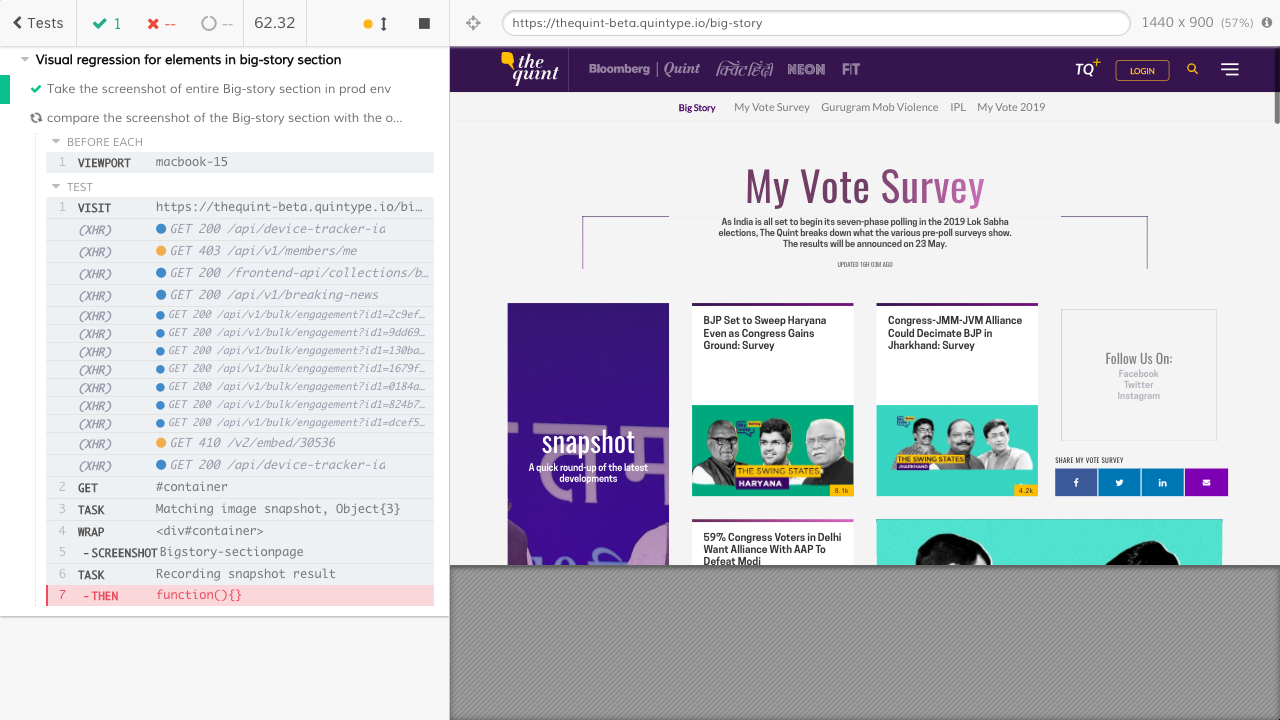 Tests
1
--
--
62.32
https://thequint-beta.quintype.io/big-story
1440 x 900 (57%)
Visual regression for elements in big-story section
Take the screenshot of entire Big-story section in prod env
compare the screenshot of the Big-story section with the o...
BEFORE EACH
1 VIEWPORT macbook-15
TEST
1 VISIT https://thequint-beta.quintype.io/bi...
(XHR) GET 200 /api/device-tracker-ia
(XHR) GET 403 /api/v1/members/me
(XHR) GET 200 /frontend-api/collections/b...
(XHR) GET 200 /api/v1/breaking-news
(XHR) GET 200 /api/v1/bulk/engagement?id1=2c9ef...
(XHR) GET 200 /api/v1/bulk/engagement?id1=9dd69...
(XHR) GET 200 /api/v1/bulk/engagement?id1=130ba...
(XHR) GET 200 /api/v1/bulk/engagement?id1=1679f...
(XHR) GET 200 /api/v1/bulk/engagement?id1=0184a...
(XHR) GET 200 /api/v1/bulk/engagement?id1=824b7...
(XHR) GET 200 /api/v1/bulk/engagement?id1=dcef5...
(XHR) GET 410 /v2/embed/30536
(XHR) GET 200 /api/device-tracker-ia
2 GET #container
3 TASK Matching image snapshot, Object{3}
4 WRAP <div#container>
5 -SCREENSHOT Bigstory-sectionpage
6 TASK Recording snapshot result
7 -THEN function(){}
the quint
Bloomberg | Quint क्विंट हिंदी NEON FIT
TQ+
LOGIN
Big Story My Vote Survey Gurugram Mob Violence IPL My Vote 2019
My Vote Survey
As India is all set to begin its seven-phase polling in the 2019 Lok Sabha
elections, The Quint breaks down what the various pre-poll surveys show.
The results will be announced on 23 May.
UPDATED 16H 03M AGO
snapshot
A quick round-up of the latest
developments
BJP Set to Sweep Haryana
Even as Congress Gains
Ground: Survey
THE SWING STATES
HARYANA
8.1k
Congress-JMM-JVM Alliance
Could Decimate BJP in
Jharkhand: Survey
THE SWING STATES
JHARKHAND
4.2k
Follow Us On:
Facebook
Twitter
Instagram
SHARE MY VOTE SURVEY
59% Congress Voters in Delhi
Want Alliance With AAP To
Defeat Modi